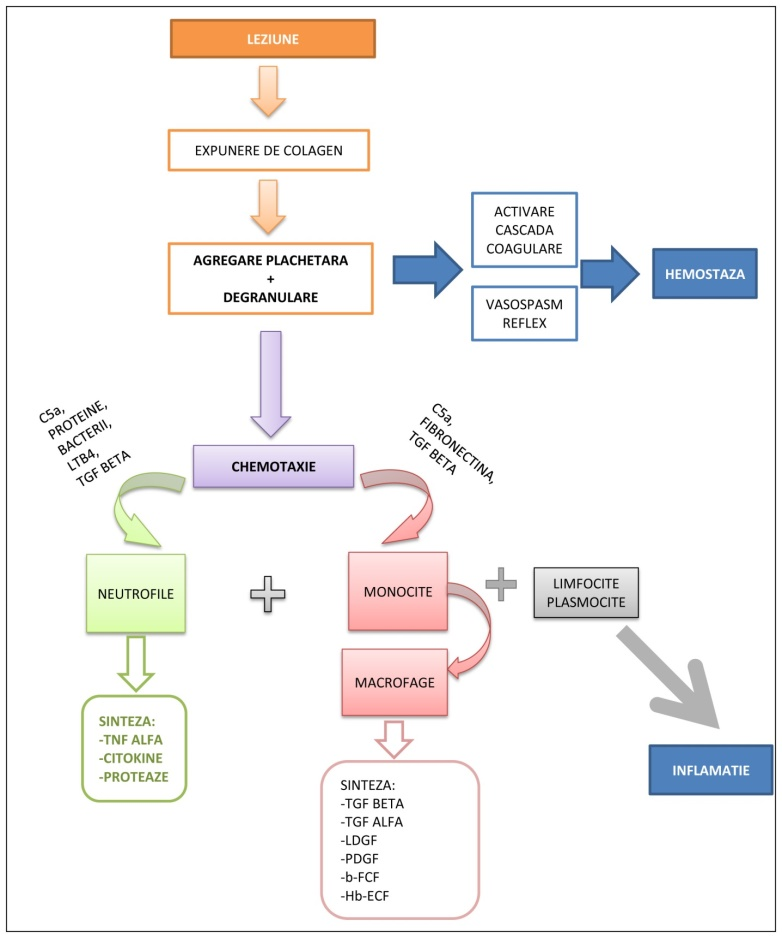 LEZIUNE
EXPUNERE DE COLAGEN
AGREGARE PLACHETARA
+
DEGRANULARE
ACTIVARE
CASCADA
COAGULARE
VASOSPASM
REFLEX
HEMOSTAZA
C5a,
PROTEINE,
BACTERII,
LTB4,
TGF BETA
CHEMOTAXIE
C5a,
FIBRONECTINA,
TGF BETA
NEUTROFILE
MONOCITE
LIMFOCITE
PLASMOCITE
MACROFAGE
SINTEZA:
-TNF ALFA
-CITOKINE
-PROTEAZE
INFLAMATIE
SINTEZA:
-TGF BETA
-TGF ALFA
-LDGF
-PDGF
-b-FCF
-Hb-ECF